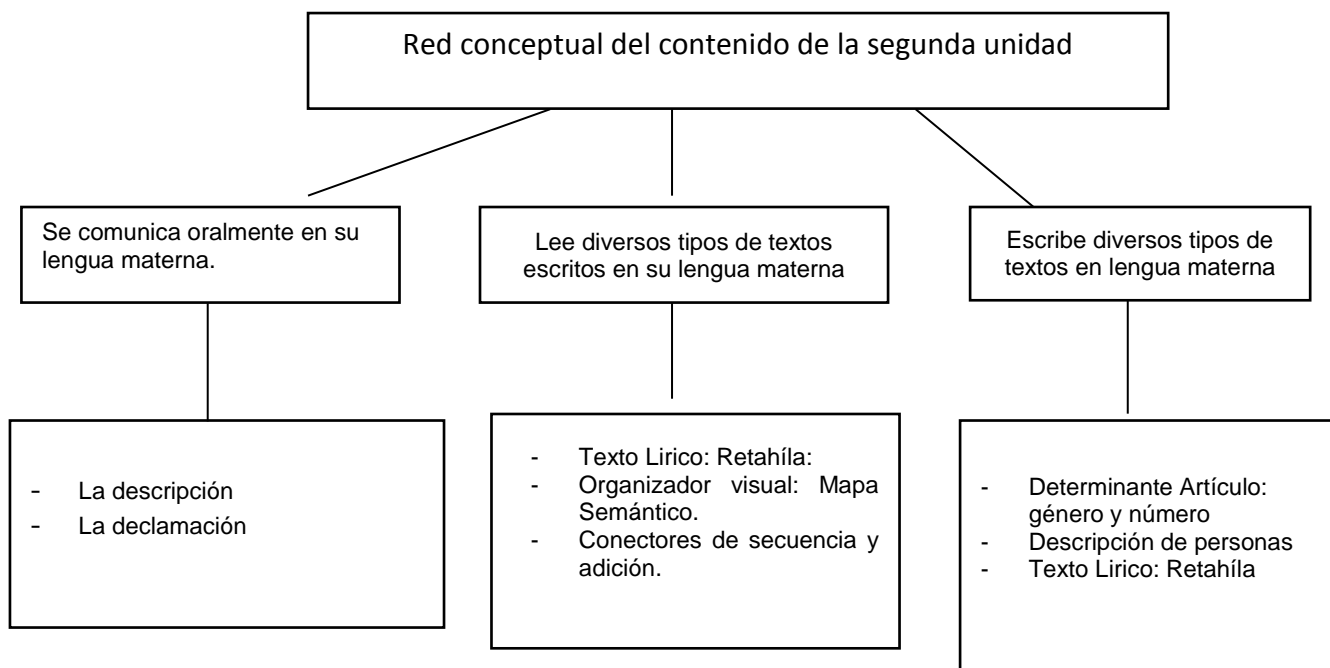 Red conceptual del contenido de la segunda unidad
Se comunica oralmente en su
lengua materna.
Lee diversos tipos de textos
escritos en su lengua materna
Escribe diversos tipos de
textos en lengua materna
- La descripción
- La declamación
- Texto Lirico: Retahíla:
- Organizador visual: Mapa
Semántico.
- Conectores de secuencia y
adición.
- Determinante Artículo:
género y número
- Descripción de personas
- Texto Lirico: Retahíla